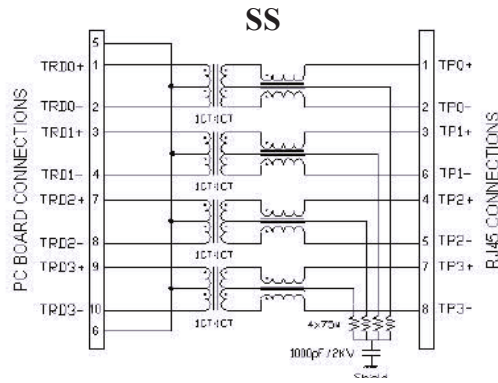 SS
PC BOARD CONNECTIONS
RJ45 CONNECTIONS
5
TRD0+ 1
1 TP0+
TRD0- 2
2 TP0-
1CT:1CT
TRD1+ 3
3 TP1+
TRD1- 4
6 TP1-
1CT:1CT
TRD2+ 7
4 TP2+
TRD2- 8
5 TP2-
1CT:1CT
TRD3+ 9
7 TP3+
TRD3- 10
8 TP3-
1CT:1CT
6
4x75
1000pF/2KV
Shield